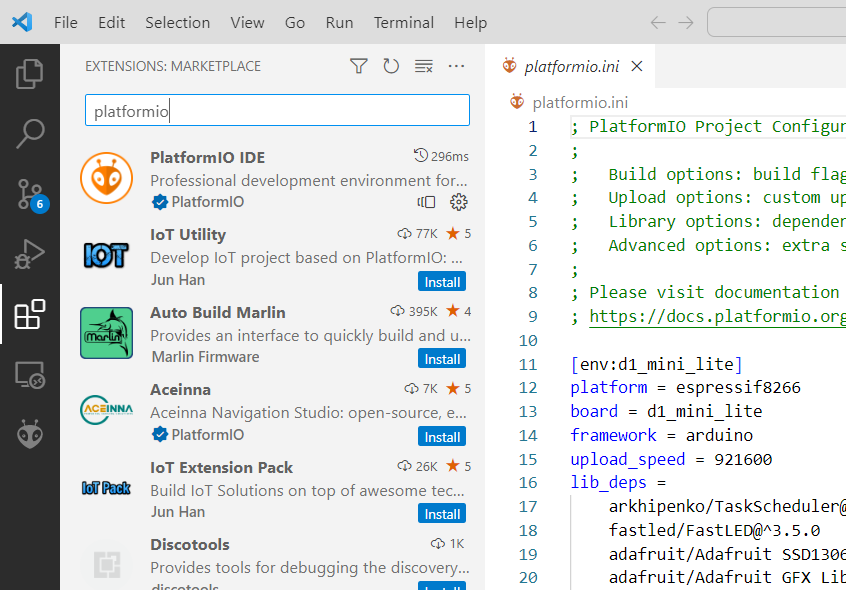 File Edit Selection View Go Run Terminal Help
EXTENSIONS: MARKETPLACE
platformio
PlatformIO IDE 296ms
Professional development environment for...
PlatformIO
IOT
IoT Utility 77K 5
Develop IoT project based on PlatformIO: ...
Jun Han
Install
marlin
Auto Build Marlin 395K 4
Provides an interface to quickly build and u...
Marlin Firmware
Install
ACEINNA
Aceinna 7K 5
Aceinna Navigation Studio: open-source, e...
PlatformIO
Install
IoT Pack
IoT Extension Pack 26K 5
Build IoT Solutions on top of awesome tec...
Jun Han
Install
Discotools 1K
Provides tools for debugging the discovery...
discotools
Install
6
platformio.ini
platformio.ini
1 ; PlatformIO Project Configur
2 ;
3 ; Build options: build flag
4 ; Upload options: custom up
5 ; Library options: dependen
6 ; Advanced options: extra s
7 ;
8 ; Please visit documentation
9 ; https://docs.platformio.org
10
11 [env:d1_mini_lite]
12 platform = espressif8266
13 board = d1_mini_lite
14 framework = arduino
15 upload_speed = 921600
16 lib_deps =
17 arkhipenko/TaskScheduler@
18 fastled/FastLED@^3.5.0
19 adafruit/Adafruit SSD1306
20 adafruit/Adafruit GFX Lib